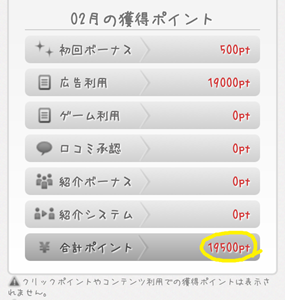 02月の獲得ポイント
初回ボーナス 500pt
広告利用 19000pt
ゲーム利用 0pt
口コミ承認 0pt
紹介ボーナス 0pt
紹介システム 0pt
¥ 合計ポイント 19500pt
クリックポイントやコンテンツ利用での獲得ポイントは表示さ
れません。